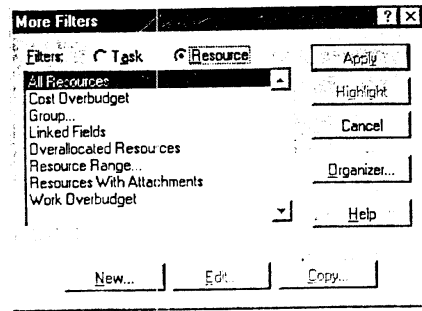 More Filters
Filters: Task Resource
All Resources
Cost Overbudget
Group...
Linked Fields
Overallocated Resources
Resource Range...
Resources With Attachments
Work Overbudget
Apply
Highlight
Cancel
Organizer...
Help
New... Edit... Copy...